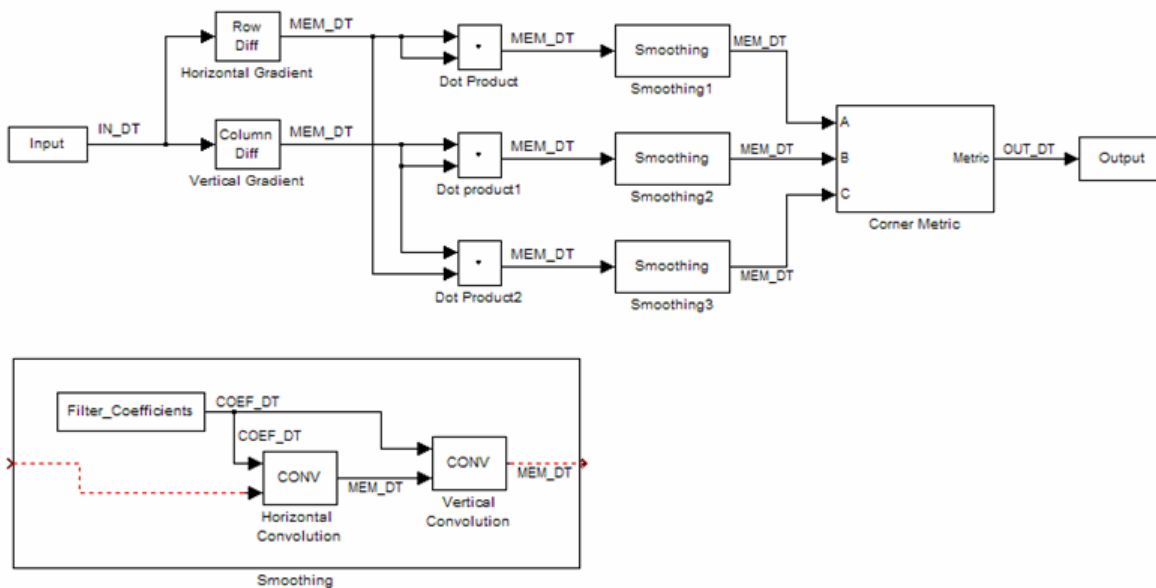 Row
Diff
MEM_DT
Horizontal Gradient
MEM_DT
Dot Product
Smoothing
MEM_DT
Smoothing1
Input
IN_DT
Column
Diff
MEM_DT
Vertical Gradient
MEM_DT
Dot product1
Smoothing
MEM_DT
Smoothing2
MEM_DT
Dot Product2
Smoothing
MEM_DT
Smoothing3
A
B
C
Metric
Corner Metric
OUT_DT
Output
Filter_Coefficients
COEF_DT
COEF_DT
CONV
MEM_DT
Horizontal
Convolution
CONV
MEM_DT
Vertical
Convolution
Smoothing